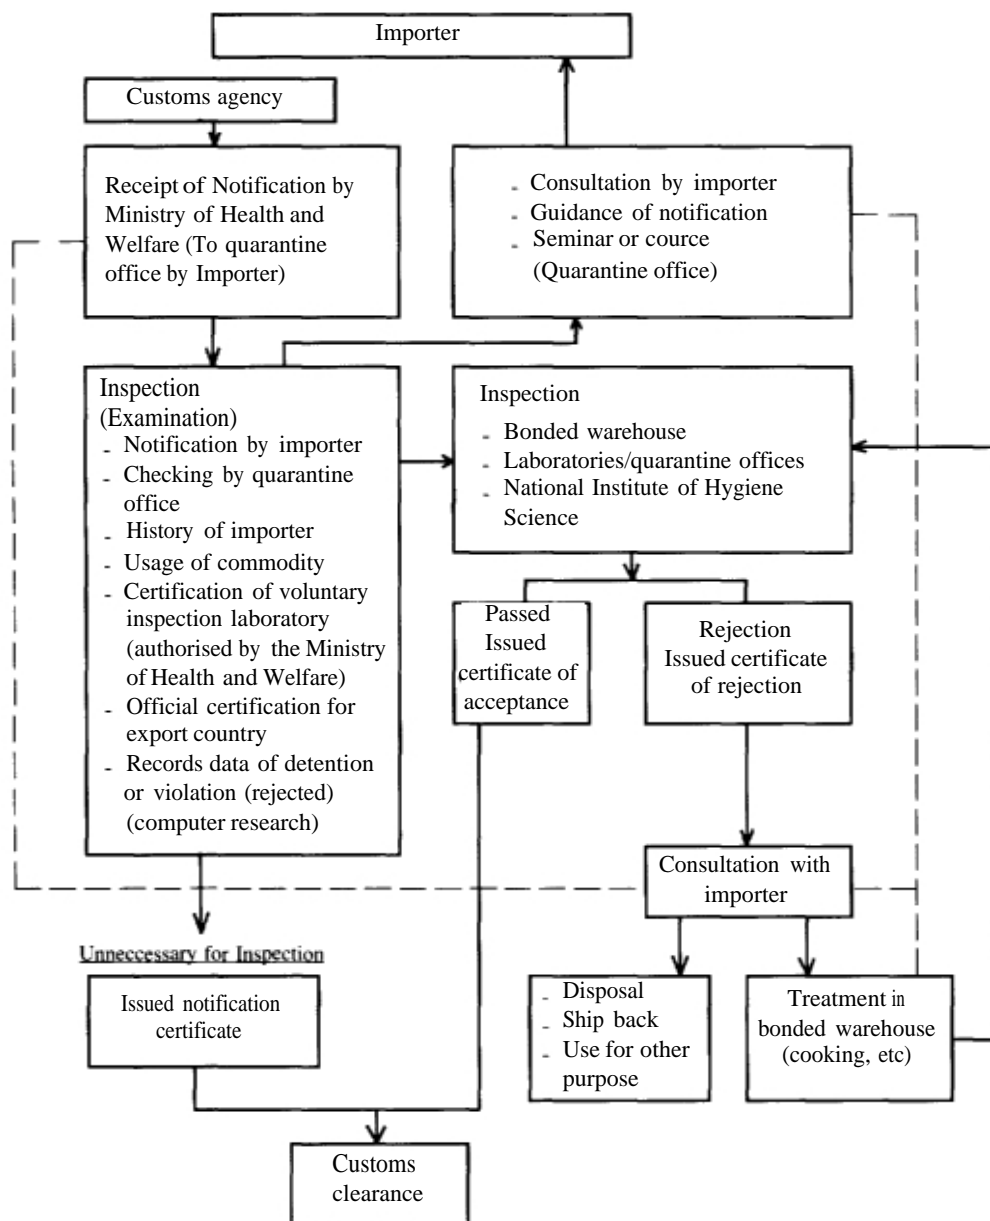 Importer
Customs agency
Receipt of Notification by
Ministry of Health and
Welfare (To quarantine
office by Importer)
- Consultation by importer
- Guidance of notification
- Seminar or cource
(Quarantine office)
Inspection
(Examination)
- Notification by importer
- Checking by quarantine
office
- History of importer
- Usage of commodity
- Certification of voluntary
inspection laboratory
(authorised by the Ministry
of Health and Welfare)
- Official certification for
export country
- Records data of detention
or violation (rejected)
(computer research)
Inspection
- Bonded warehouse
- Laboratories/quarantine offices
- National Institute of Hygiene
Science
Passed
Issued
certificate of
acceptance
Rejection
Issued certificate
of rejection
Consultation with
importer
Unneccessary for Inspection
Issued notification
certificate
- Disposal
- Ship back
- Use for other
purpose
Treatment in
bonded warehouse
(cooking, etc)
Customs
clearance